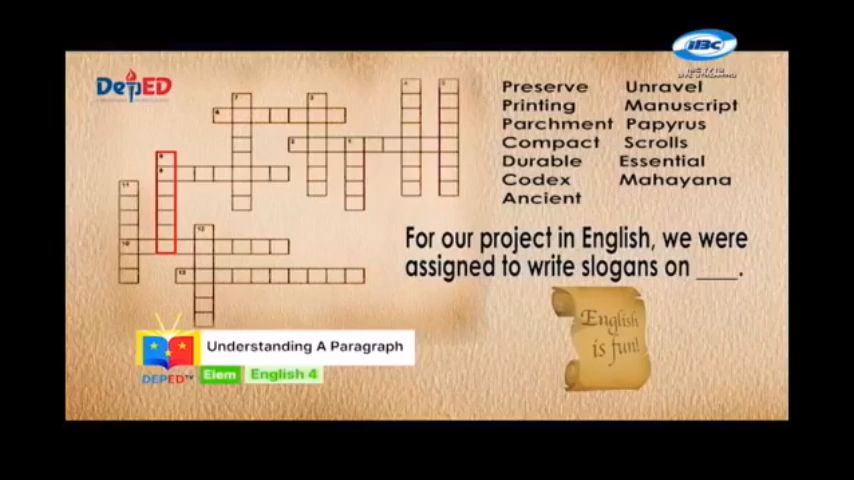 iBC
DepED
Preserve Unravel
Printing Manuscript
Parchment Papyrus
Compact Scrolls
Durable Essential
Codex Mahayana
Ancient
For our project in English, we were
assigned to write slogans on ____.
English
is fun!
Understanding A Paragraph
DEPED TV
Elem English 4